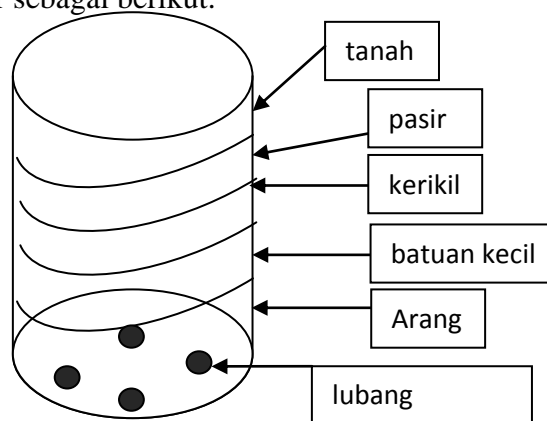 sebagai berikut.
tanah
pasir
kerikil
batuan kecil
Arang
lubang